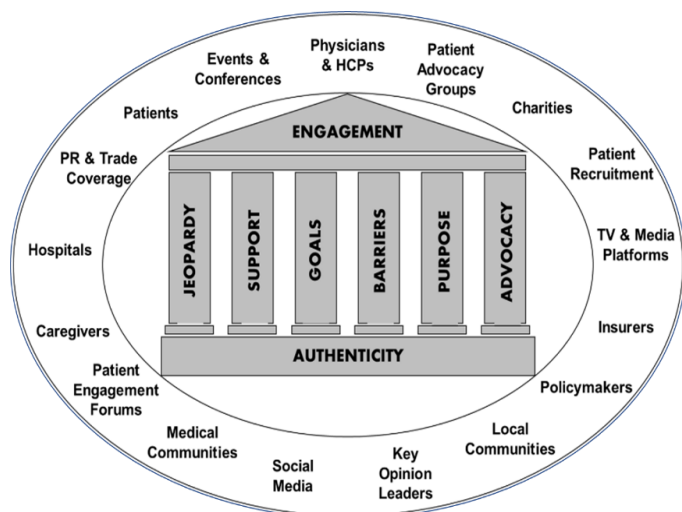 Physicians
& HCPs
Patient
Advocacy
Groups
Charities
Patient
Recruitment
TV & Media
Platforms
Insurers
Policymakers
Local
Communities
Key
Opinion
Leaders
Social
Media
Medical
Communities
Patient
Engagement
Forums
Caregivers
Hospitals
PR & Trade
Coverage
Patients
Events &
Conferences
ENGAGEMENT
JEOPARDY
SUPPORT
GOALS
BARRIERS
PURPOSE
ADVOCACY
AUTHENTICITY